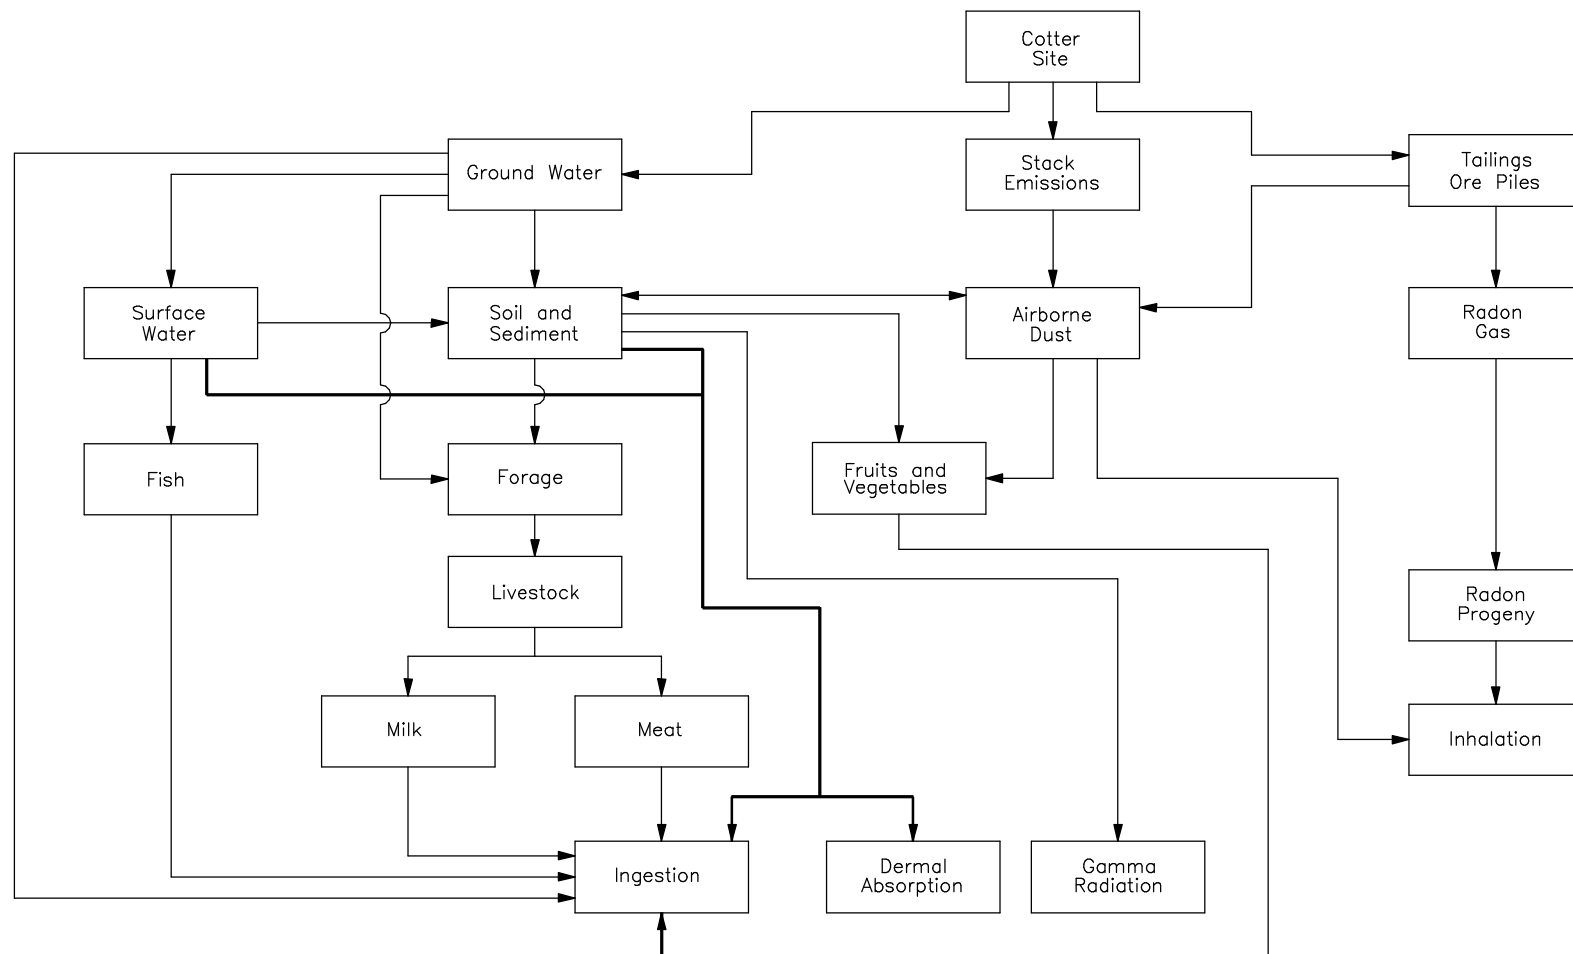 Cotter
Site
Ground Water
Stack
Emissions
Tailings
Ore Piles
Surface
Water
Soil and
Sediment
Airborne
Dust
Radon
Gas
Fish
Forage
Fruits and
Vegetables
Livestock
Radon
Progeny
Milk
Meat
Inhalation
Ingestion
Dermal
Absorption
Gamma
Radiation